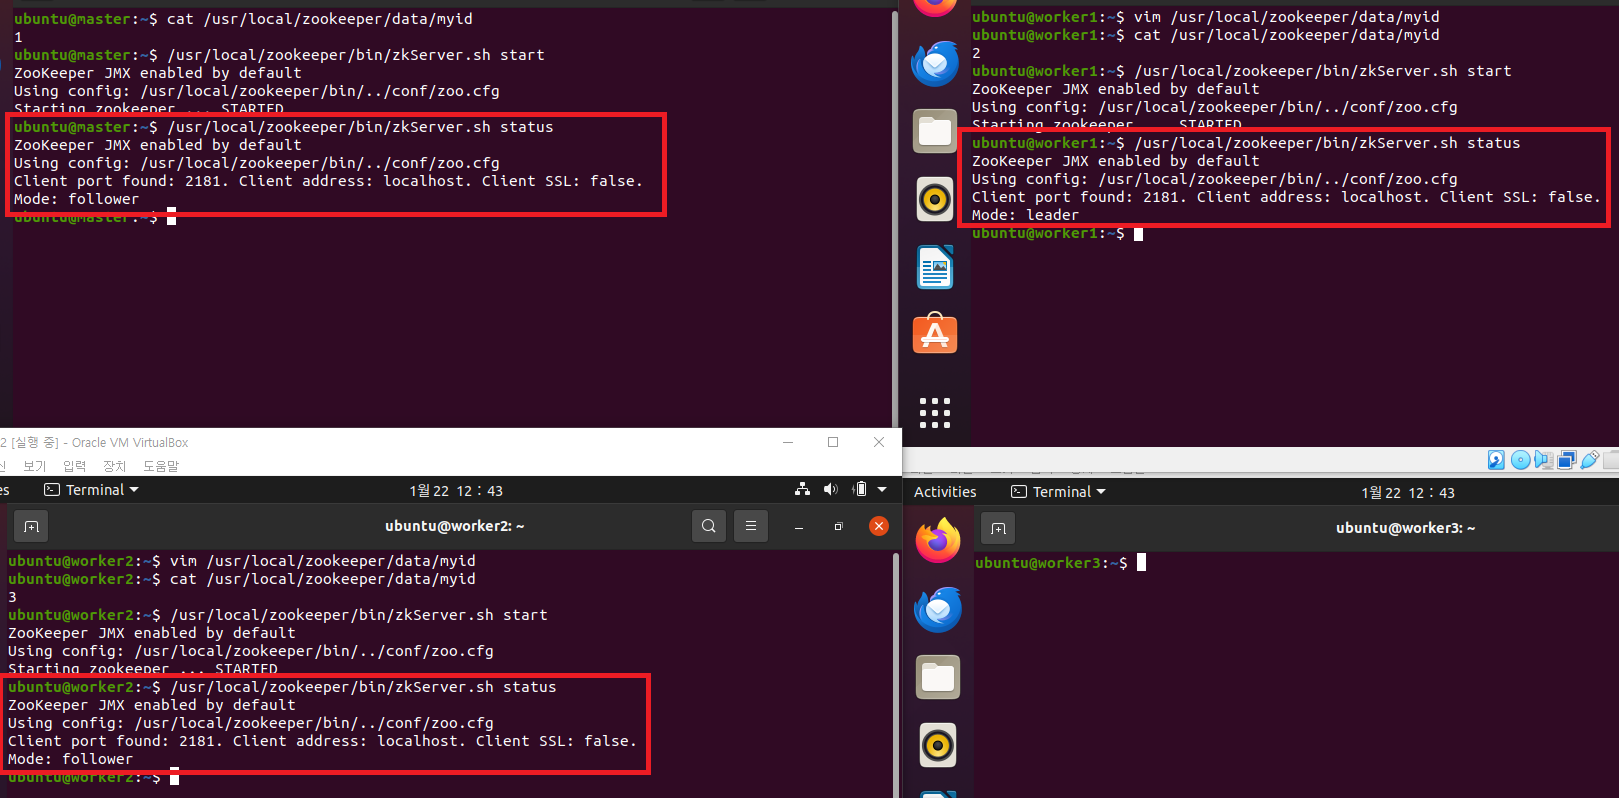 ubuntu@master:~$ cat /usr/local/zookeeper/data/myid
1
ubuntu@master:~$ /usr/local/zookeeper/bin/zkServer.sh start
ZooKeeper JMX enabled by default
Using config: /usr/local/zookeeper/bin/../conf/zoo.cfg
Starting zookeeper ... STARTED
ubuntu@master:~$ /usr/local/zookeeper/bin/zkServer.sh status
ZooKeeper JMX enabled by default
Using config: /usr/local/zookeeper/bin/../conf/zoo.cfg
Client port found: 2181. Client address: localhost. Client SSL: false.
Mode: follower
ubuntu@master:~$
ubuntu@worker1:~$ vim /usr/local/zookeeper/data/myid
ubuntu@worker1:~$ cat /usr/local/zookeeper/data/myid
2
ubuntu@worker1:~$ /usr/local/zookeeper/bin/zkServer.sh start
ZooKeeper JMX enabled by default
Using config: /usr/local/zookeeper/bin/../conf/zoo.cfg
Starting zookeeper ... STARTED
ubuntu@worker1:~$ /usr/local/zookeeper/bin/zkServer.sh status
ZooKeeper JMX enabled by default
Using config: /usr/local/zookeeper/bin/../conf/zoo.cfg
Client port found: 2181. Client address: localhost. Client SSL: false.
Mode: leader
ubuntu@worker1:~$
2 [실행 중] - Oracle VM VirtualBox
보기 입력 장치 도움말
es Terminal 1월 22 12 : 43
ubuntu@worker2: ~
ubuntu@worker2:~$ vim /usr/local/zookeeper/data/myid
ubuntu@worker2:~$ cat /usr/local/zookeeper/data/myid
3
ubuntu@worker2:~$ /usr/local/zookeeper/bin/zkServer.sh start
ZooKeeper JMX enabled by default
Using config: /usr/local/zookeeper/bin/../conf/zoo.cfg
Starting zookeeper ... STARTED
ubuntu@worker2:~$ /usr/local/zookeeper/bin/zkServer.sh status
ZooKeeper JMX enabled by default
Using config: /usr/local/zookeeper/bin/../conf/zoo.cfg
Client port found: 2181. Client address: localhost. Client SSL: false.
Mode: follower
ubuntu@worker2:~$
Activities Terminal 1월 22 12 : 43
ubuntu@worker3: ~
ubuntu@worker3:~$